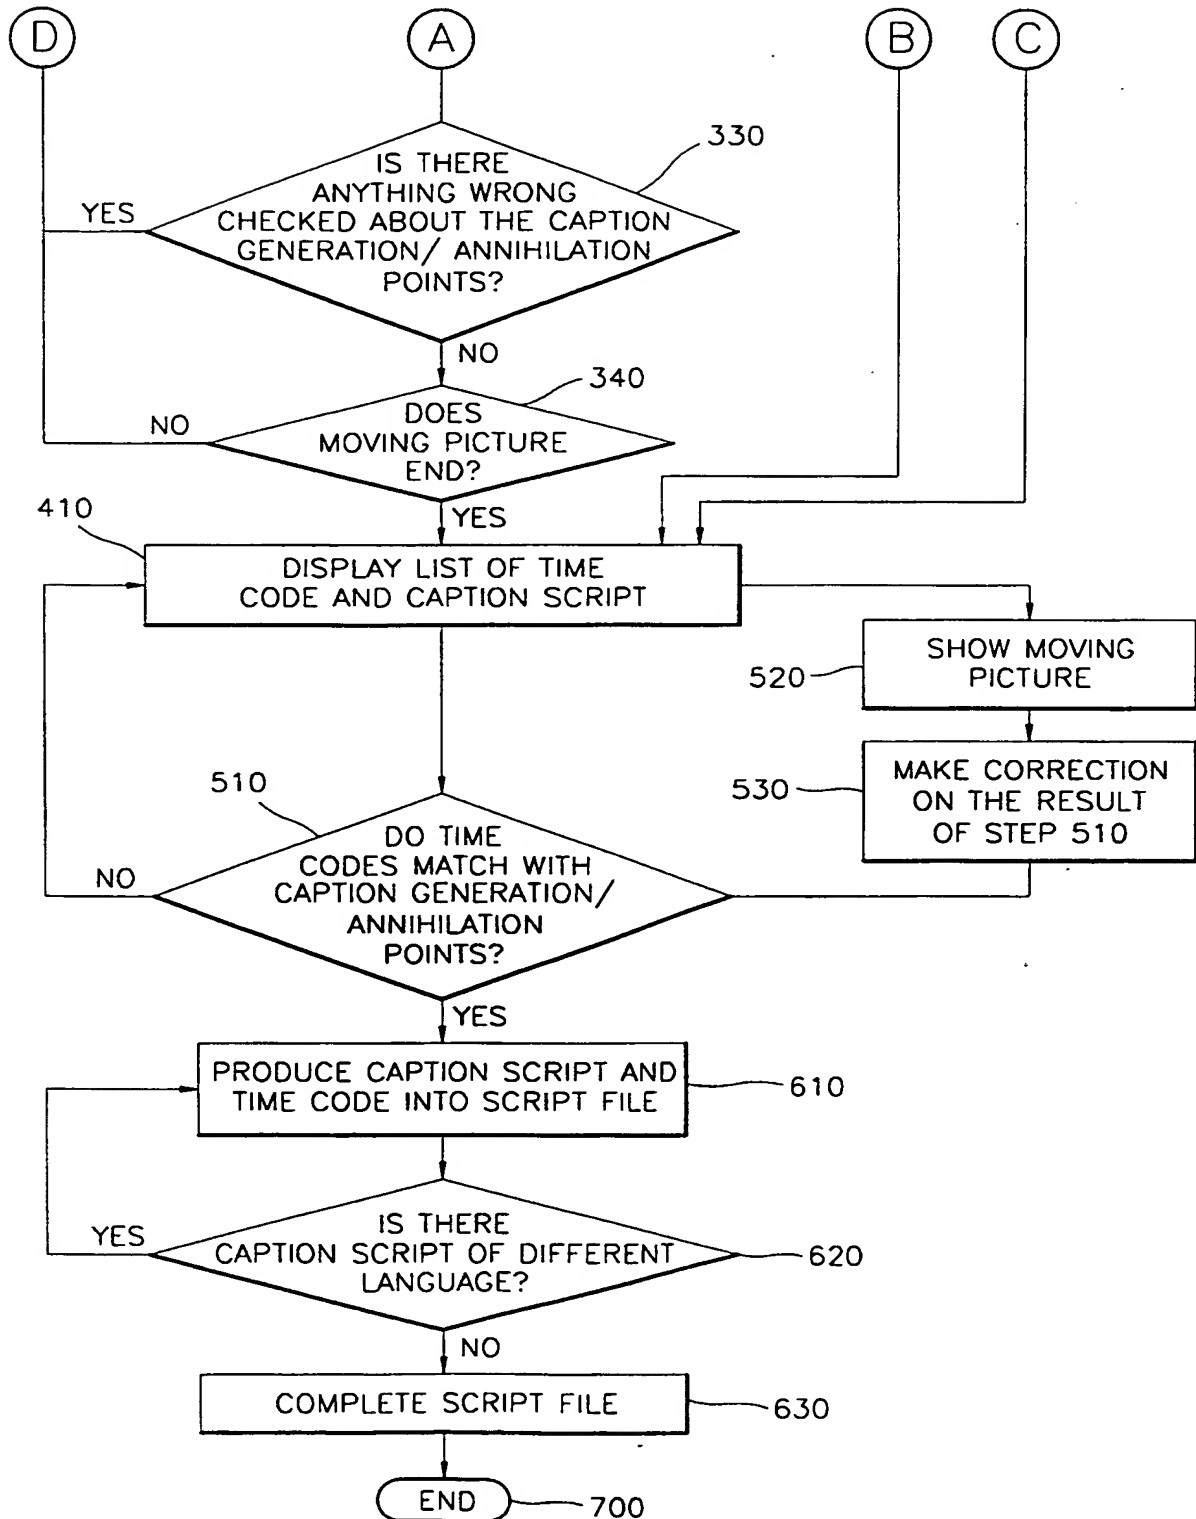 D
A
B
C
330
IS THERE
ANYTHING WRONG
CHECKED ABOUT THE CAPTION
GENERATION/ ANNIHILATION
POINTS?
YES
NO
340
DOES
MOVING PICTURE
END?
NO
YES
410
DISPLAY LIST OF TIME
CODE AND CAPTION SCRIPT
520
SHOW MOVING
PICTURE
530
MAKE CORRECTION
ON THE RESULT
OF STEP 510
510
DO TIME
CODES MATCH WITH
CAPTION GENERATION/
ANNIHILATION
POINTS?
NO
YES
PRODUCE CAPTION SCRIPT AND
TIME CODE INTO SCRIPT FILE
610
IS THERE
CAPTION SCRIPT OF DIFFERENT
LANGUAGE?
YES
620
NO
COMPLETE SCRIPT FILE
630
END
700